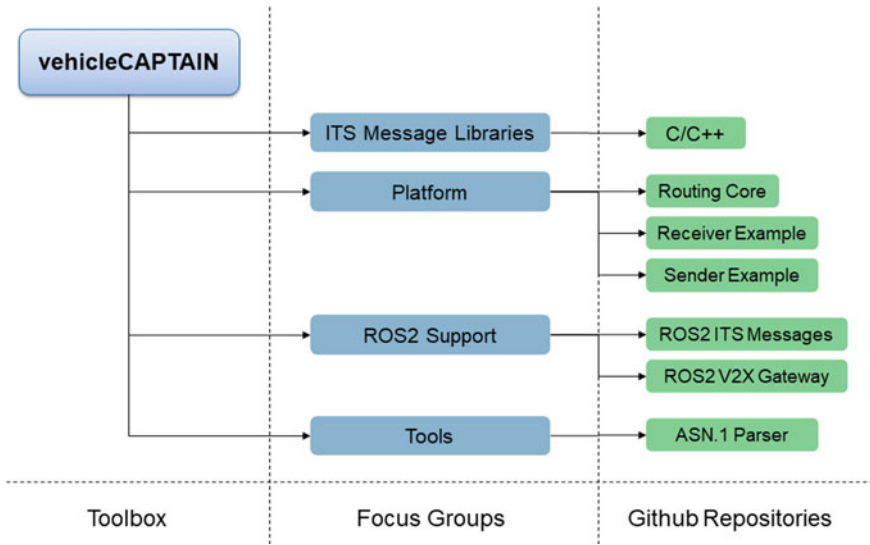 vehicleCAPTAIN
ITS Message Libraries
C/C++
Platform
Routing Core
Receiver Example
Sender Example
ROS2 Support
ROS2 ITS Messages
ROS2 V2X Gateway
Tools
ASN.1 Parser
Toolbox
Focus Groups
Github Repositories